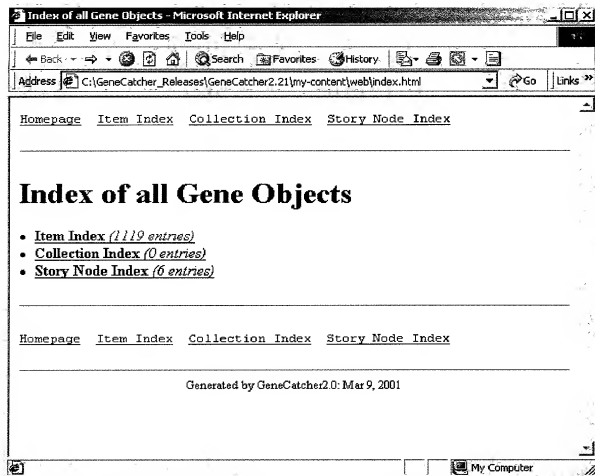 Index of all Gene Objects - Microsoft Internet Explorer
File Edit View Favorites Tools Help
Back Search Favorites History
Address C:\GeneCatcher_Releases\GeneCatcher2.21\my-content\web\index.html Go Links »
Homepage Item Index Collection Index Story Node Index
Index of all Gene Objects
• Item Index (1119 entries)
• Collection Index (0 entries)
• Story Node Index (6 entries)
Homepage Item Index Collection Index Story Node Index
Generated by GeneCatcher2.0: Mar 9, 2001
My Computer